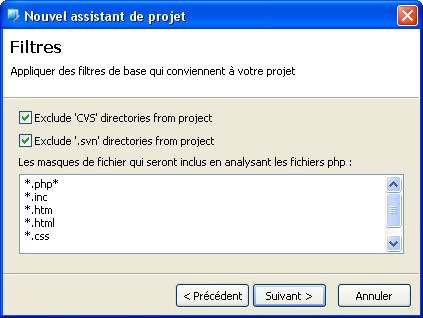 Nouvel assistant de projet
Filtres
Appliquer des filtres de base qui conviennent à votre projet
Exclude 'CVS' directories from project
Exclude '.svn' directories from project
Les masques de fichier qui seront inclus en analysant les fichiers php :
*.php*
*.inc
*.htm
*.html
*.css
< Précédent
Suivant >
Annuler